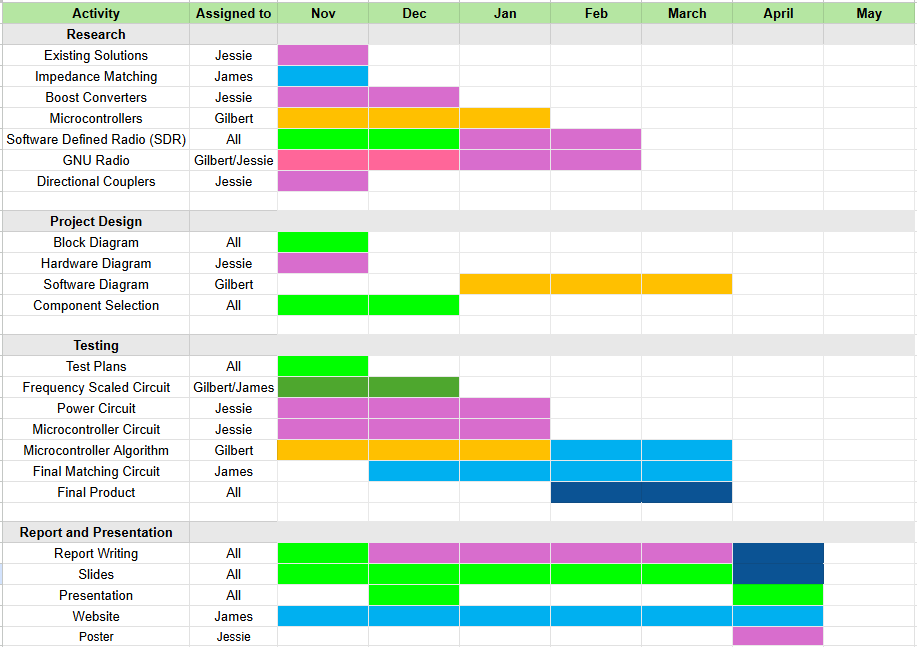 Activity Assigned to Nov Dec Jan Feb March April May
Research
Existing Solutions Jessie
Impedance Matching James
Boost Converters Jessie
Microcontrollers Gilbert
Software Defined Radio (SDR) All
GNU Radio Gilbert/Jessie
Directional Couplers Jessie
Project Design
Block Diagram All
Hardware Diagram Jessie
Software Diagram Gilbert
Component Selection All
Testing
Test Plans All
Frequency Scaled Circuit Gilbert/James
Power Circuit Jessie
Microcontroller Circuit Jessie
Microcontroller Algorithm Gilbert
Final Matching Circuit James
Final Product All
Report and Presentation
Report Writing All
Slides All
Presentation All
Website James
Poster Jessie